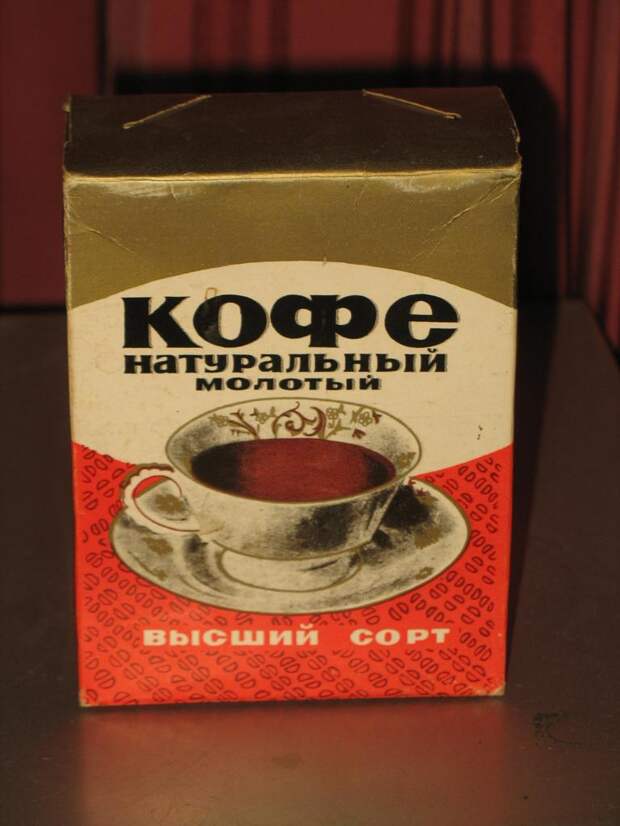 Кофе
натуральный
молотый
высший сорт